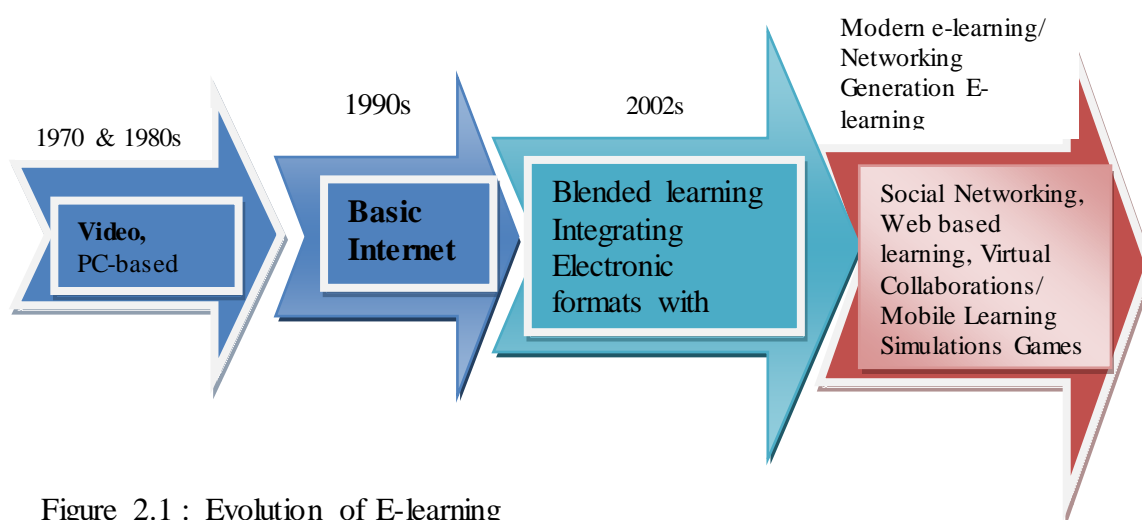 1970 & 1980s
Video,
PC-based
1990s
Basic
Internet
2002s
Blended learning
Integrating
Electronic
formats with
Modern e-learning/
Networking
Generation E-
learning
Social Networking,
Web based
learning, Virtual
Collaborations/
Mobile Learning
Simulations Games
Figure 2.1 : Evolution of E-learning